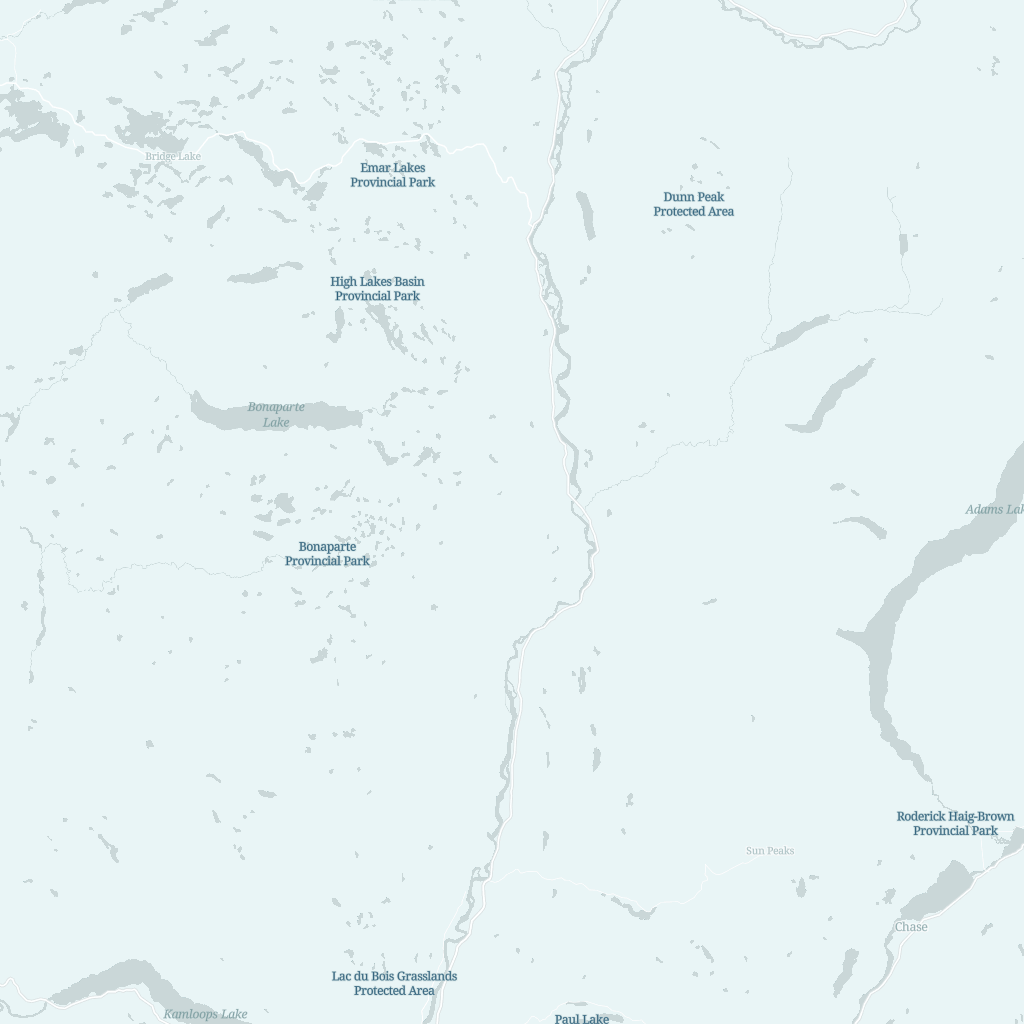 Bridge Lake
Emar Lakes
Provincial Park
Dunn Peak
Protected Area
High Lakes Basin
Provincial Park
Bonaparte
Lake
Adams Lak
Bonaparte
Provincial Park
Roderick Haig-Brown
Provincial Park
Sun Peaks
Chase
Lac du Bois Grasslands
Protected Area
Kamloops Lake
Paul Lake